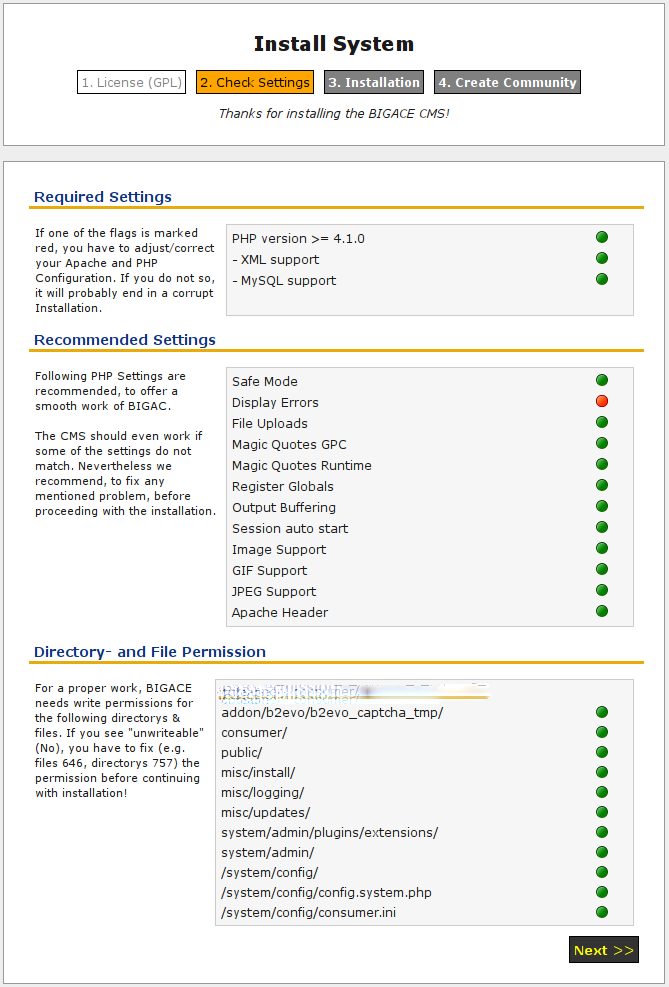 Install System
1. License (GPL) 2. Check Settings 3. Installation 4. Create Community
Thanks for installing the BIGACE CMS!
Required Settings
If one of the flags is marked
red, you have to adjust/correct
your Apache and PHP
Configuration. If you do not so,
it will probably end in a corrupt
Installation.
PHP version >= 4.1.0
- XML support
- MySQL support
Recommended Settings
Following PHP Settings are
recommended, to offer a
smooth work of BIGAC.
The CMS should even work if
some of the settings do not
match. Nevertheless we
recommend, to fix any
mentioned problem, before
proceeding with the installation.
Safe Mode
Display Errors
File Uploads
Magic Quotes GPC
Magic Quotes Runtime
Register Globals
Output Buffering
Session auto start
Image Support
GIF Support
JPEG Support
Apache Header
Directory- and File Permission
For a proper work, BIGACE
needs write permissions for
the following directorys &
files. If you see "unwriteable"
(No), you have to fix (e.g.
files 646, directorys 757) the
permission before continuing
with installation!
addon/b2evo/b2evo_captcha_tmp/
consumer/
public/
misc/install/
misc/logging/
misc/updates/
system/admin/plugins/extensions/
system/admin/
/system/config/
/system/config/config.system.php
/system/config/consumer.ini
Next >>